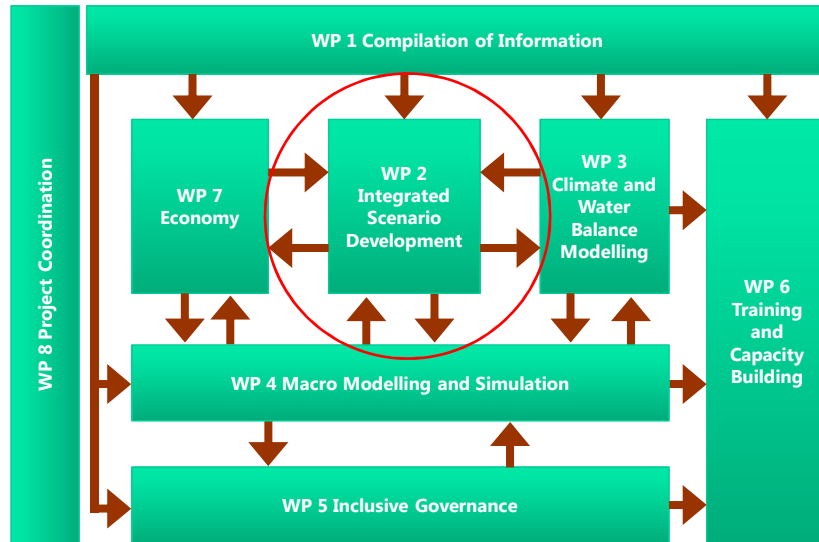 WP 8 Project Coordination
WP 1 Compilation of Information
WP 7
Economy
WP 2
Integrated
Scenario
Development
WP 3
Climate and
Water
Balance
Modelling
WP 6
Training
and
Capacity
Building
WP 4 Macro Modelling and Simulation
WP 5 Inclusive Governance